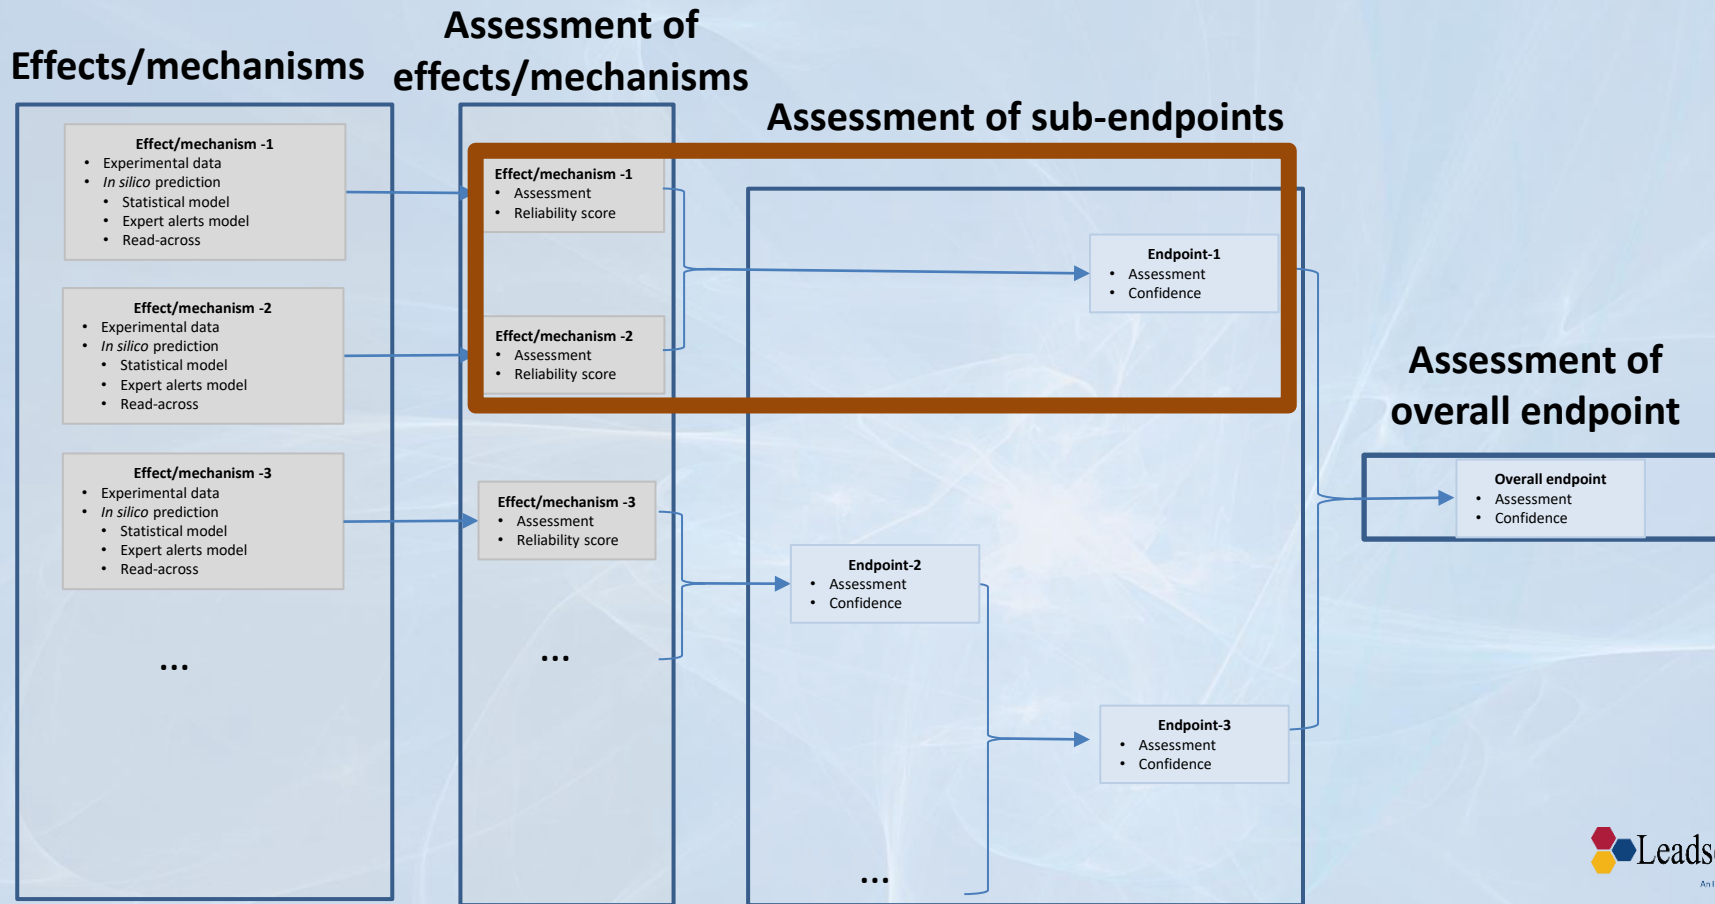 Effects/mechanisms
Effect/mechanism -1
• Experimental data
• In silico prediction
• Statistical model
• Expert alerts model
• Read-across
Effect/mechanism -2
• Experimental data
• In silico prediction
• Statistical model
• Expert alerts model
• Read-across
Effect/mechanism -3
• Experimental data
• In silico prediction
• Statistical model
• Expert alerts model
• Read-across
...
Assessment of
effects/mechanisms
Effect/mechanism -1
• Assessment
• Reliability score
Effect/mechanism -2
• Assessment
• Reliability score
Effect/mechanism -3
• Assessment
• Reliability score
...
Assessment of sub-endpoints
Endpoint-1
• Assessment
• Confidence
Endpoint-2
• Assessment
• Confidence
Endpoint-3
• Assessment
• Confidence
...
Assessment of
overall endpoint
Overall endpoint
• Assessment
• Confidence
Leads